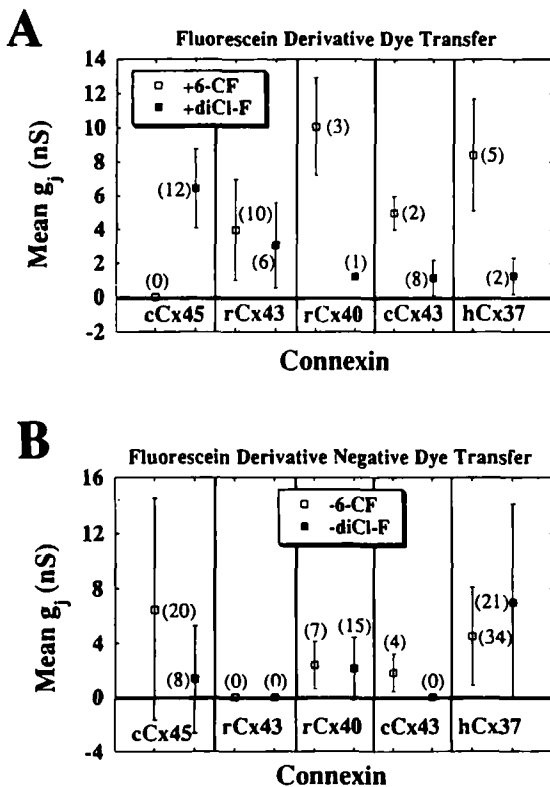 A
Fluorescein Derivative Dye Transfer
14
12
10
8
6
4
2
0
-2
Mean gj (nS)
+6-CF
+diCl-F
(0)
(12)
(10)
(6)
(3)
(1)
(2)
(8)
(5)
(2)
cCx45 rCx43 rCx40 cCx43 hCx37
Connexin
B
Fluorescein Derivative Negative Dye Transfer
16
12
8
4
0
-4
Mean gj (nS)
-6-CF
-diCl-F
(20)
(8)
(0)
(0)
(7)
(15)
(4)
(0)
(34)
(21)
cCx45 rCx43 rCx40 cCx43 hCx37
Connexin